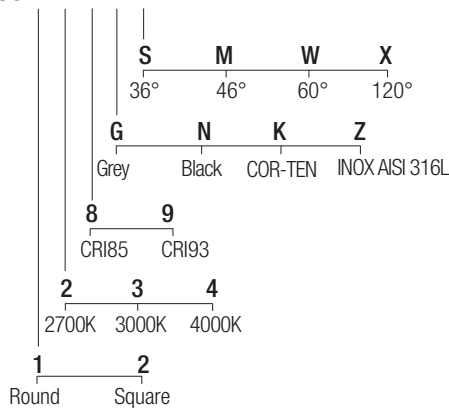 S M W X
36° 46° 60° 120°
G N K Z
Grey Black COR-TEN INOX AISI 316L
8 9
CRI85 CRI93
2 3 4
2700K 3000K 4000K
1 2
Round Square